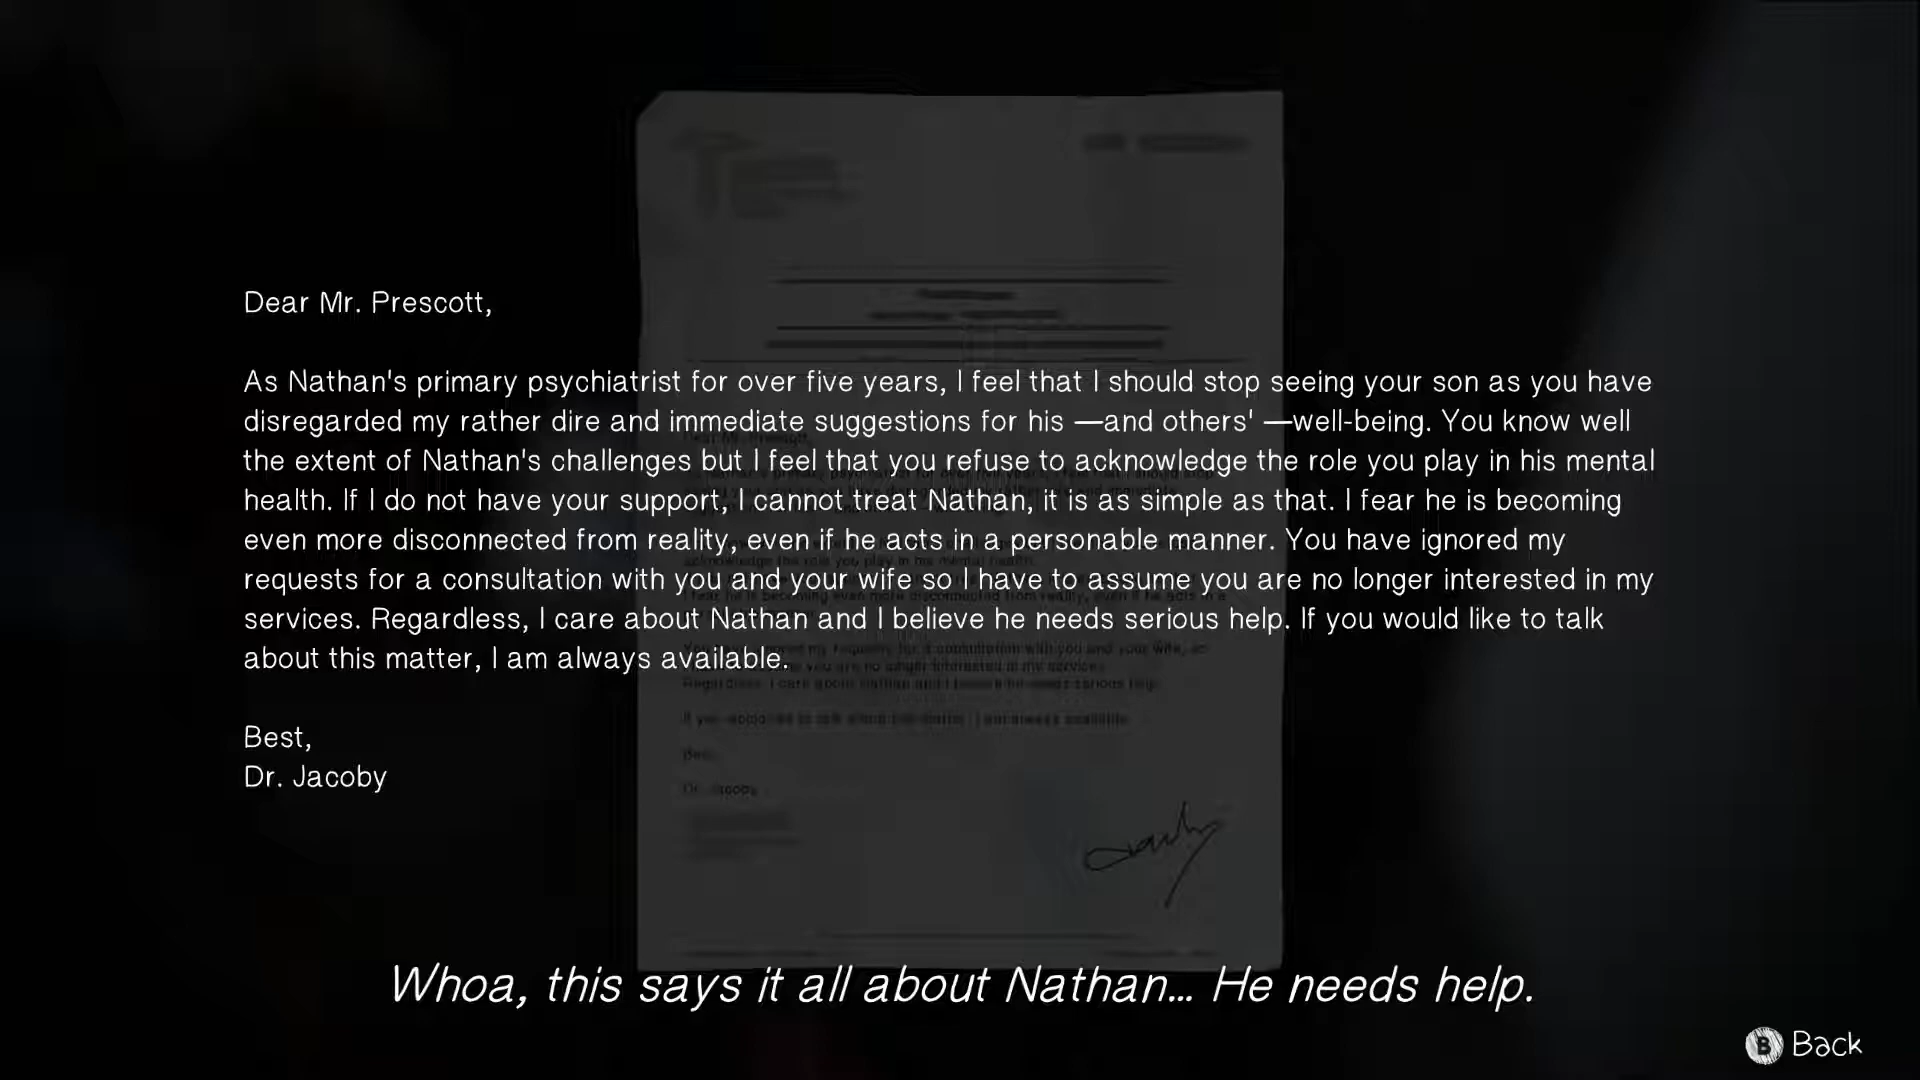 Dear Mr. Prescott,
As Nathan's primary psychiatrist for over five years, I feel that I should stop seeing your son as you have
disregarded my rather dire and immediate suggestions for his —and others' —well-being. You know well
the extent of Nathan's challenges but I feel that you refuse to acknowledge the role you play in his mental
health. If I do not have your support, I cannot treat Nathan, it is as simple as that. I fear he is becoming
even more disconnected from reality, even if he acts in a personable manner. You have ignored my
requests for a consultation with you and your wife so I have to assume you are no longer interested in my
services. Regardless, I care about Nathan and I believe he needs serious help. If you would like to talk
about this matter, I am always available.
Best,
Dr. Jacoby
Whoa, this says it all about Nathan... He needs help.
B Back